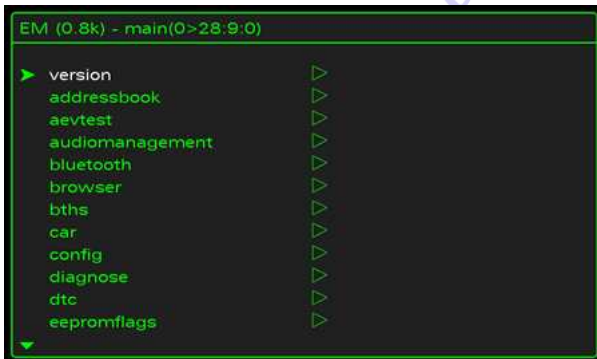 EM (0.8k) - main(0>28:9:0)
version
addressbook
aevtest
audiomanagement
bluetooth
browser
bths
car
config
diagnose
dtc
eepromflags